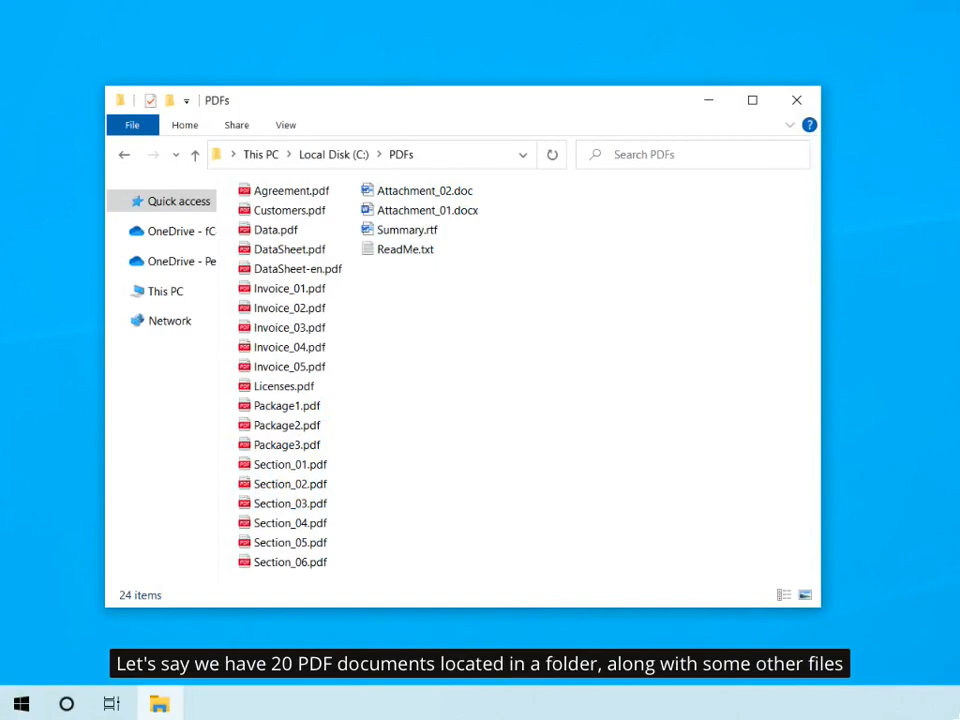 PDFs
File Home Share View
This PC Local Disk (C:) PDFs
Search PDFs
Quick access
OneDrive - fC
OneDrive - Pe
This PC
Network
Agreement.pdf
Customers.pdf
Data.pdf
DataSheet.pdf
DataSheet-en.pdf
Invoice_01.pdf
Invoice_02.pdf
Invoice_03.pdf
Invoice_04.pdf
Invoice_05.pdf
Licenses.pdf
Package1.pdf
Package2.pdf
Package3.pdf
Section_01.pdf
Section_02.pdf
Section_03.pdf
Section_04.pdf
Section_05.pdf
Section_06.pdf
Attachment_02.doc
Attachment_01.docx
Summary.rtf
ReadMe.txt
24 items
Let's say we have 20 PDF documents located in a folder, along with some other files